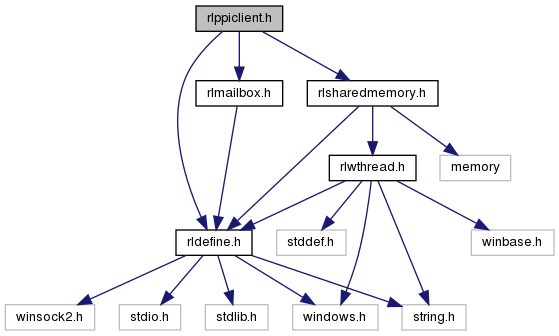 rlppiclient.h
rlmailbox.h
rlsharedmemory.h
rlwthread.h
memory
rldefine.h
stddef.h
winbase.h
winsock2.h
stdio.h
stdlib.h
windows.h
string.h